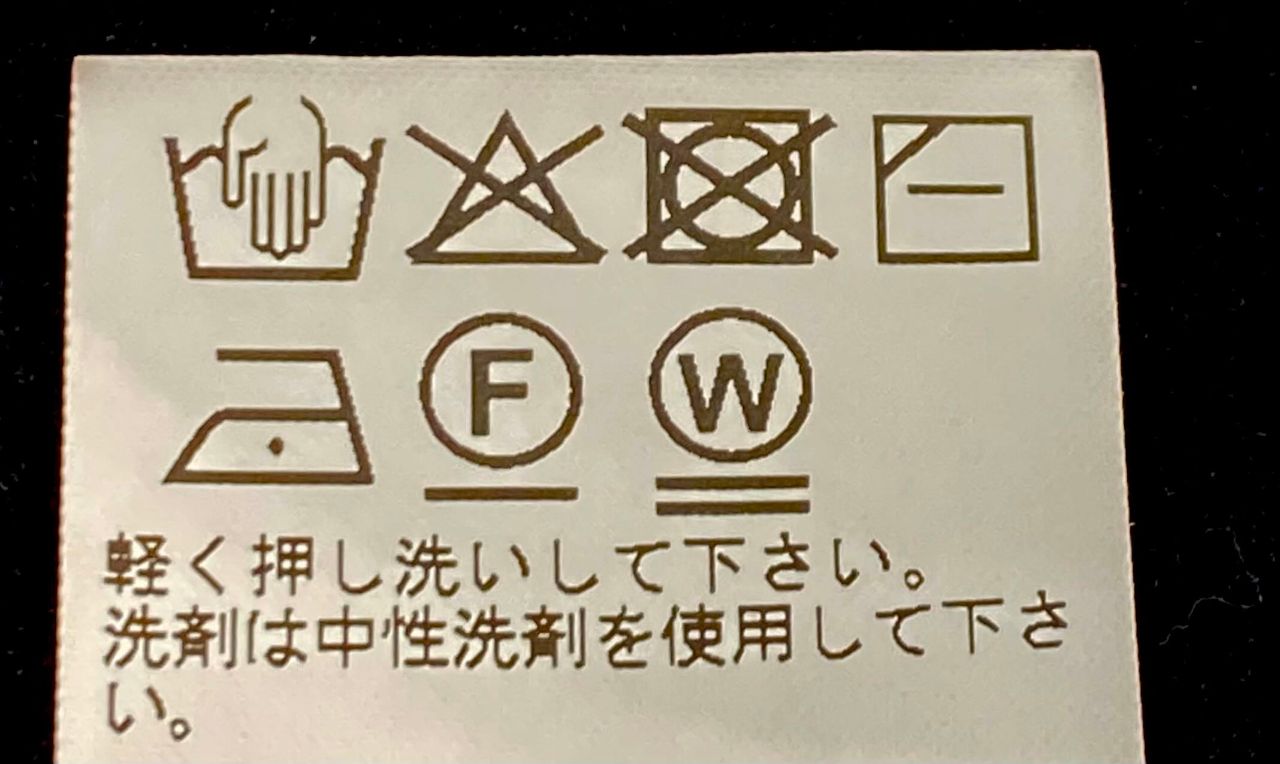 F W
軽く押し洗いして下さい。
洗剤は中性洗剤を使用して下さ
い。